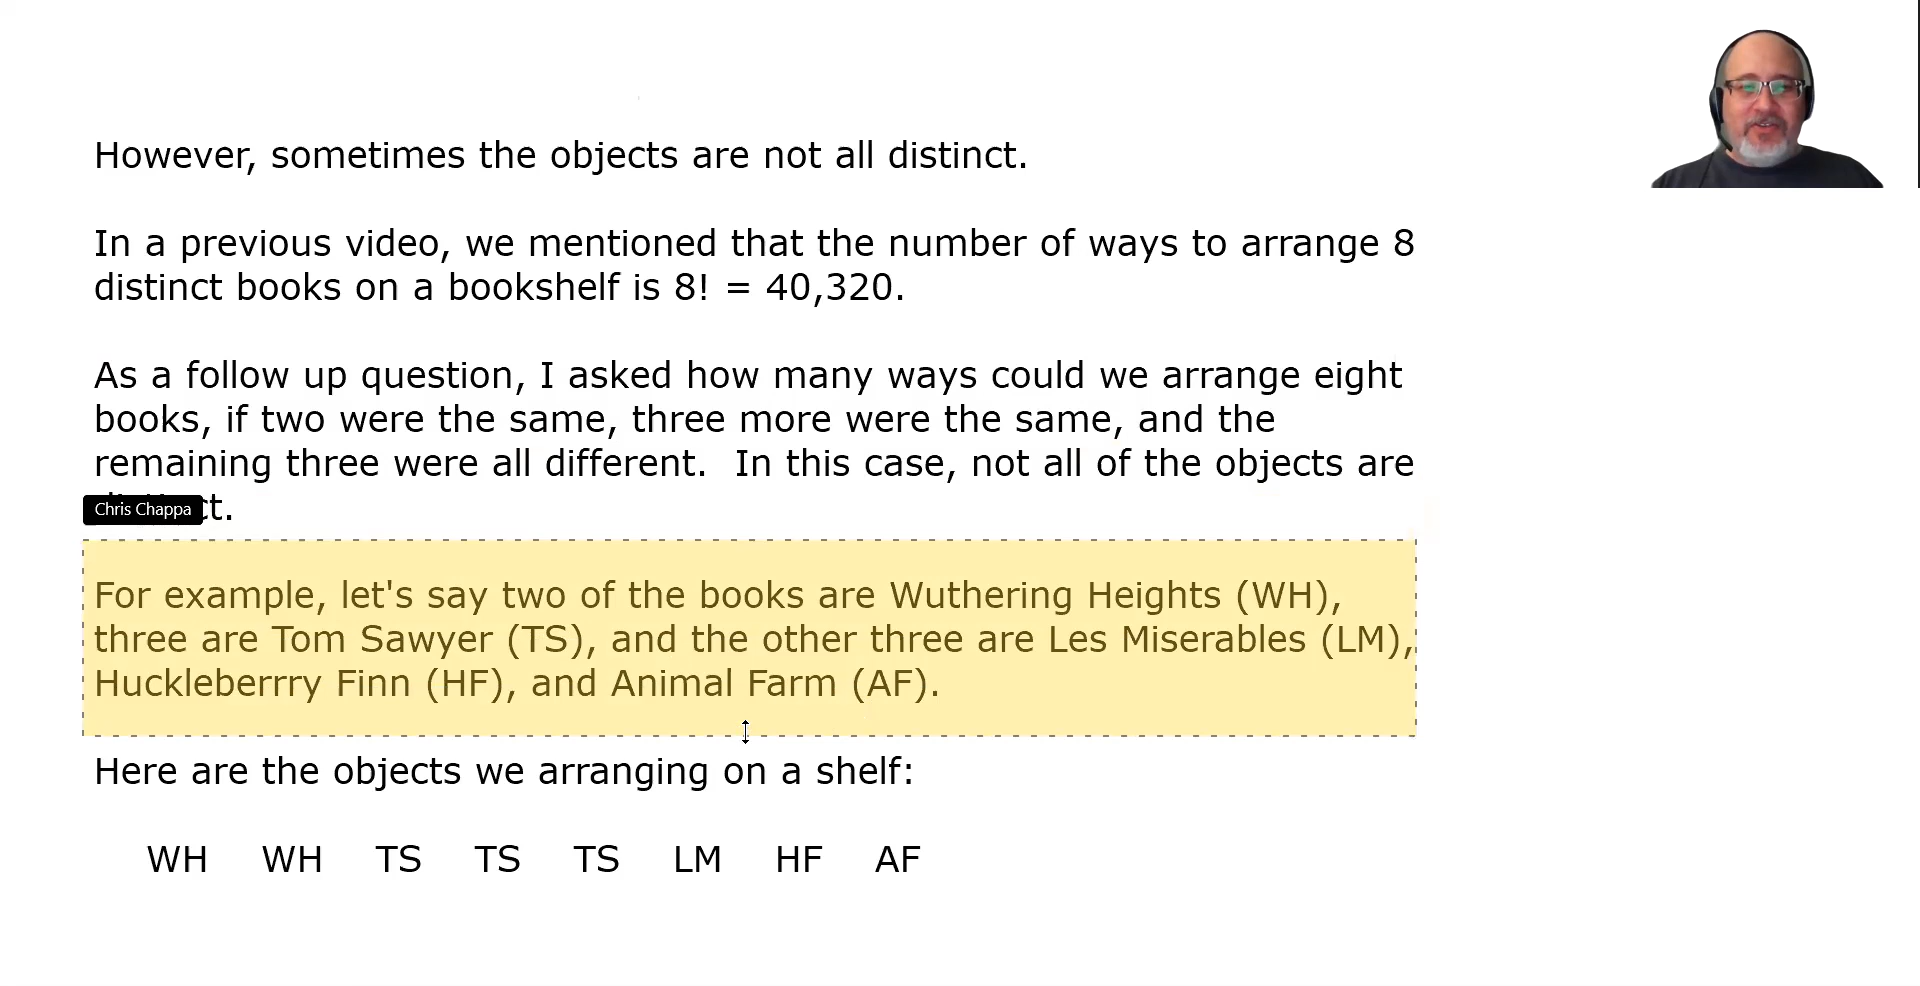 However, sometimes the objects are not all distinct.
In a previous video, we mentioned that the number of ways to arrange 8
distinct books on a bookshelf is 8! = 40,320.
As a follow up question, I asked how many ways could we arrange eight
books, if two were the same, three more were the same, and the
remaining three were all different.  In this case, not all of the objects are
Chris Chappa ct.
For example, let's say two of the books are Wuthering Heights (WH),
three are Tom Sawyer (TS), and the other three are Les Miserables (LM),
Huckleberrry Finn (HF), and Animal Farm (AF).
Here are the objects we arranging on a shelf:
WH WH TS TS TS LM HF AF